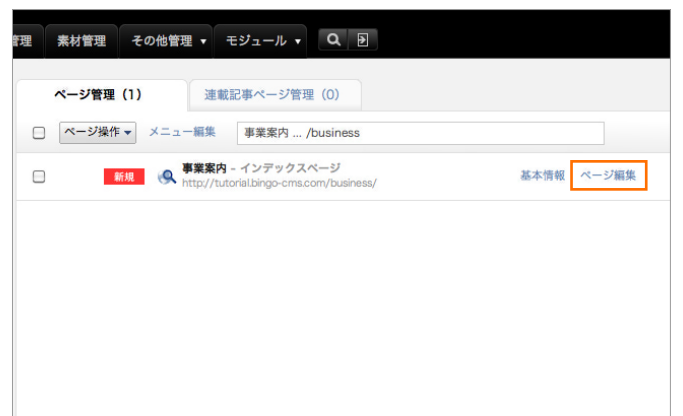 管理 素材管理 その他管理 ▼ モジュール ▼
ページ管理（1） 連載記事ページ管理（0）
ページ操作 ▼ メニュー編集 事業案内 ... /business
新規 事業案内 - インデックスページ 基本情報 ページ編集
http://tutorial.bingo-cms.com/business/